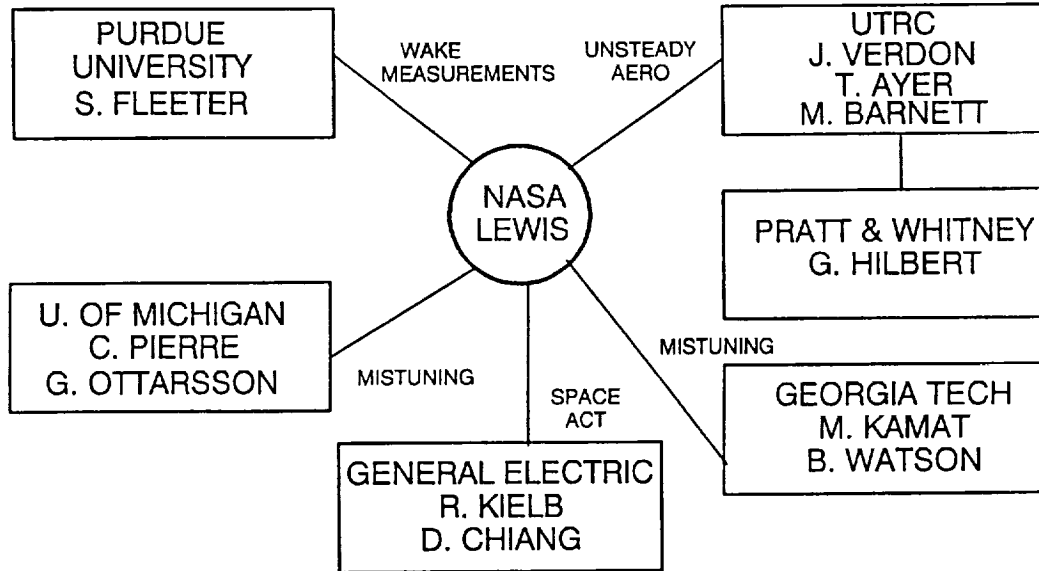 PURDUE
UNIVERSITY
S. FLEETER
WAKE
MEASUREMENTS
UNSTEADY
AERO
UTRC
J. VERDON
T. AYER
M. BARNETT
NASA
LEWIS
PRATT & WHITNEY
G. HILBERT
U. OF MICHIGAN
C. PIERRE
G. OTTARSSON
MISTUNING
SPACE
ACT
MISTUNING
GEORGIA TECH
M. KAMAT
B. WATSON
GENERAL ELECTRIC
R. KIELB
D. CHIANG